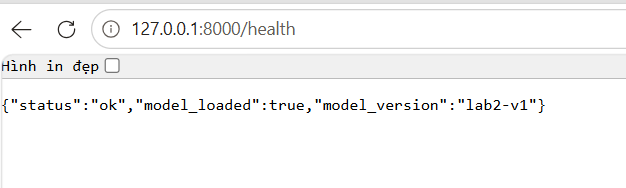 127.0.0.1:8000/health
Hình in đẹp
{"status":"ok","model_loaded":true,"model_version":"lab2-v1"}